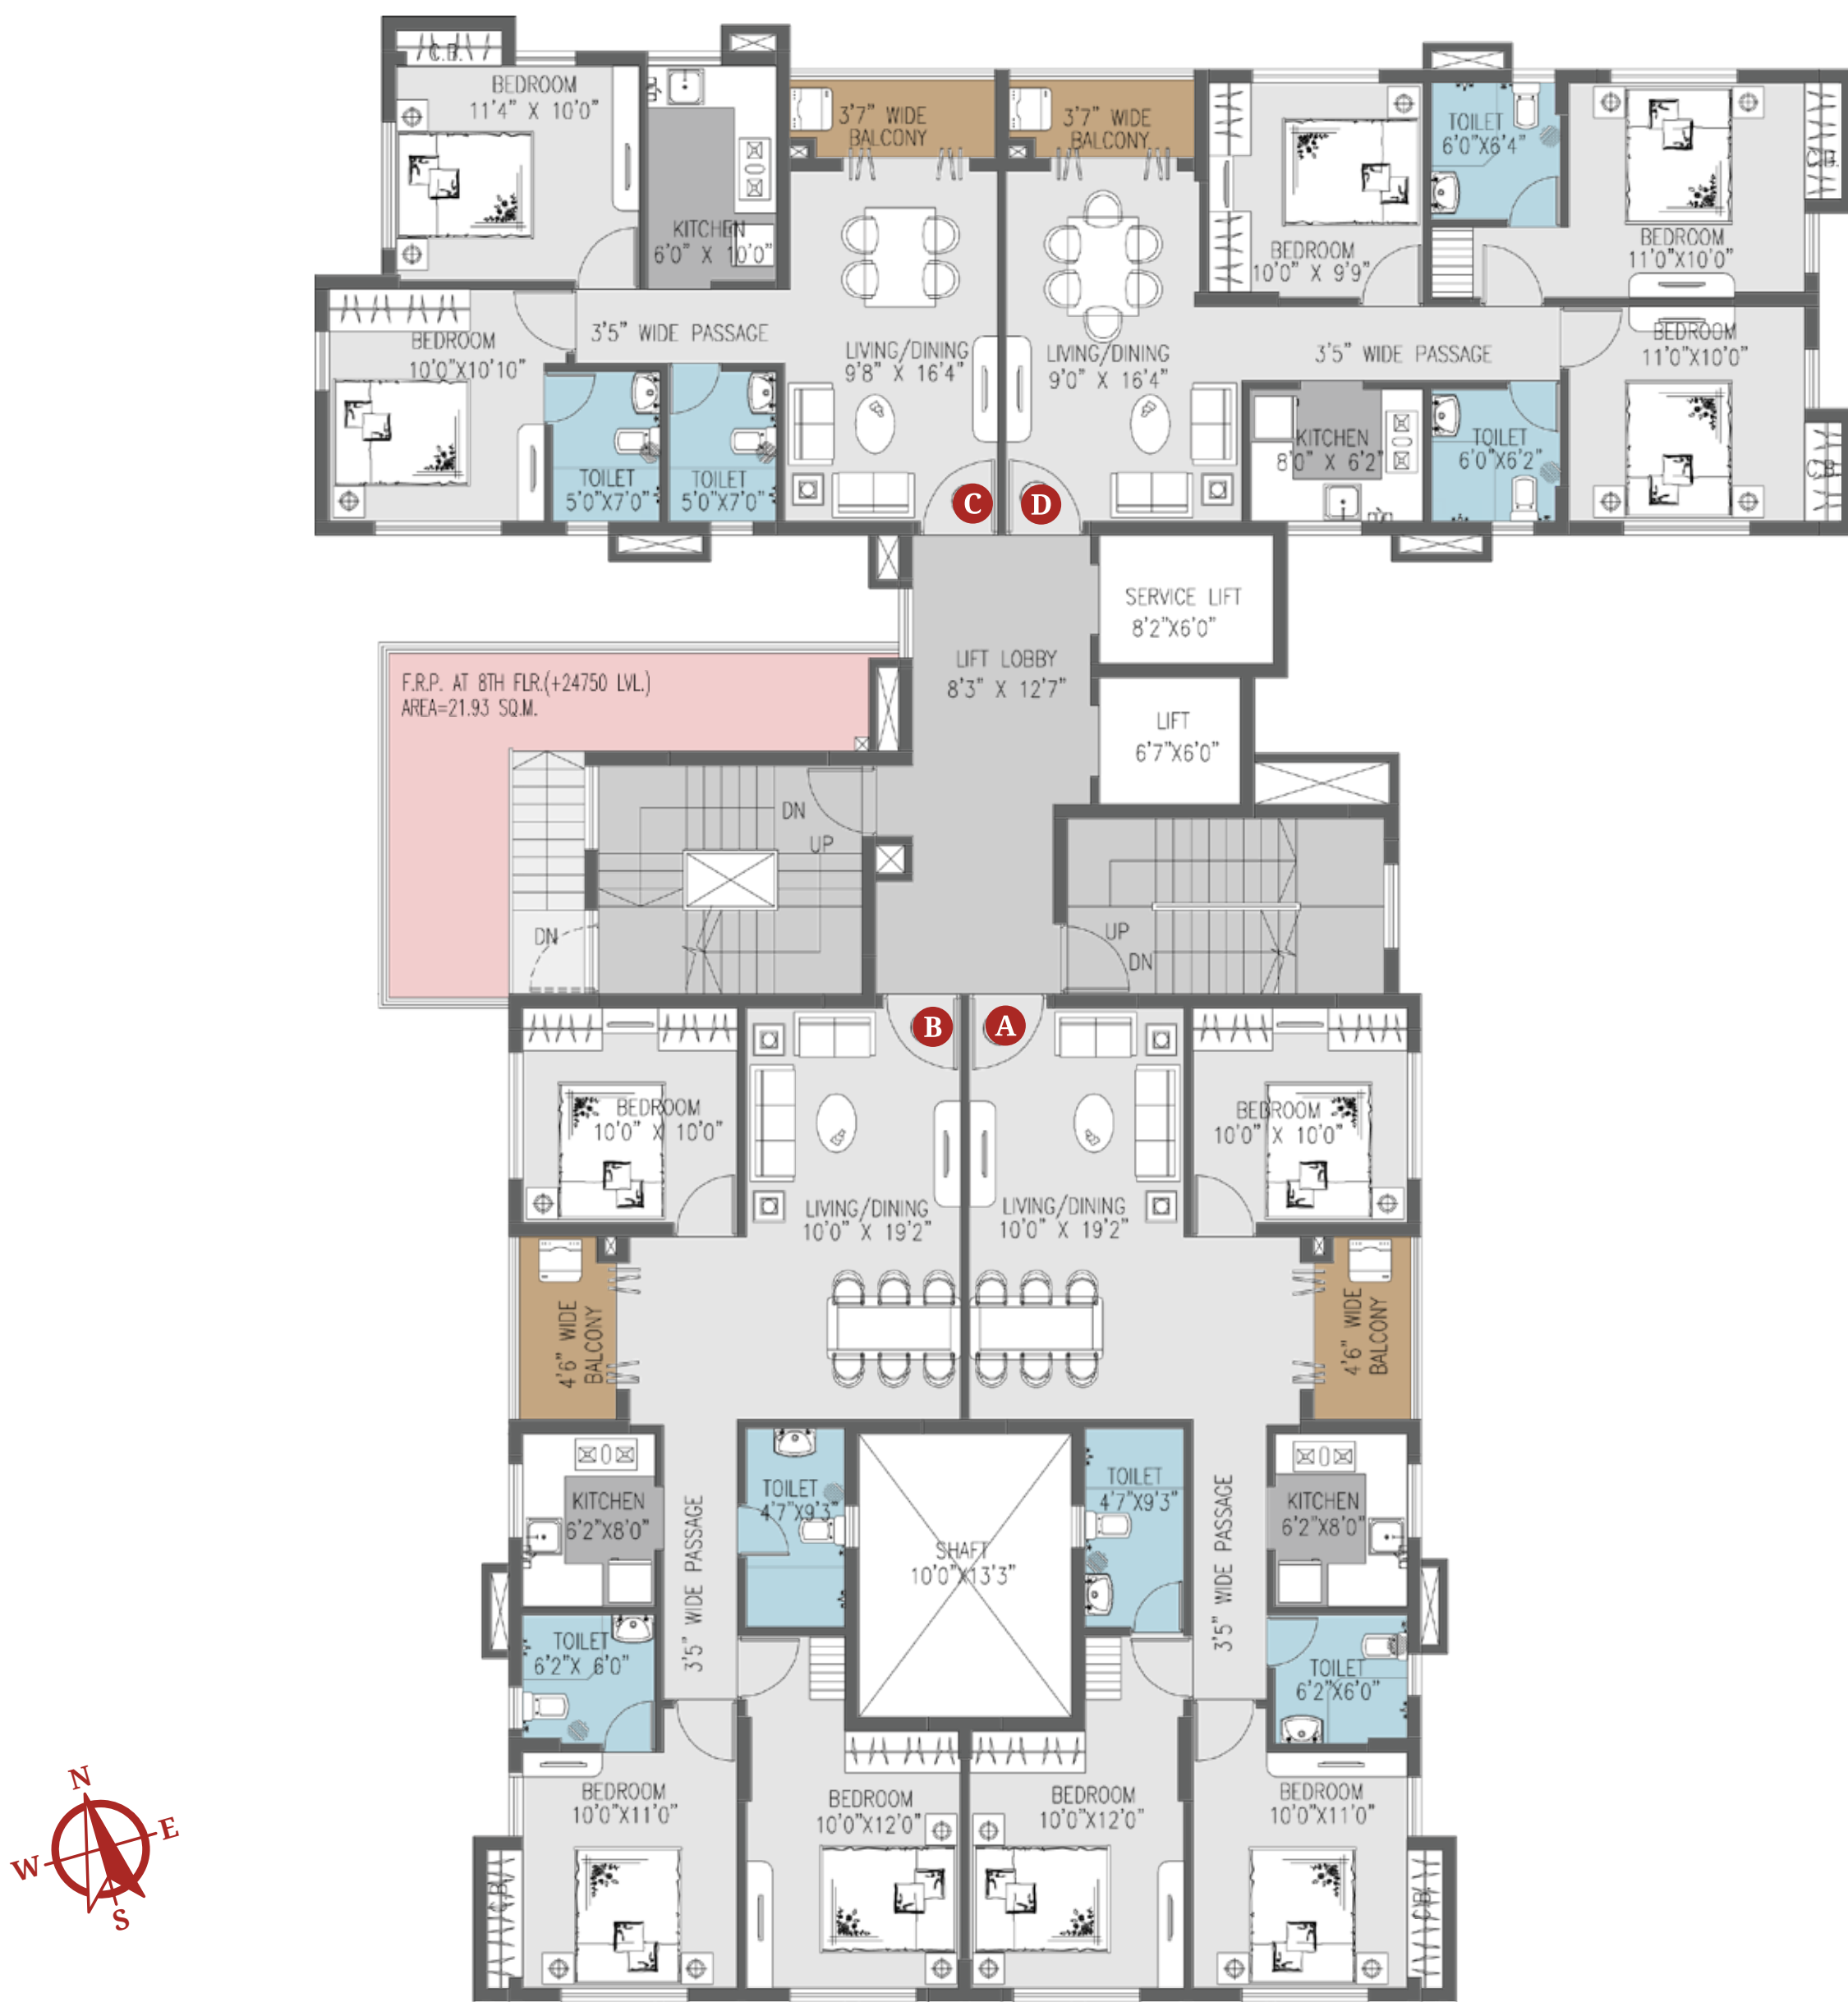 C.B.
BEDROOM
11'4" X 10'0"
KITCHEN
6'0" X 10'0"
3'7" WIDE
BALCONY
3'7" WIDE
BALCONY
BEDROOM
10'0" X 9'9"
TOILET
6'0"X6'4"
BEDROOM
11'0"X10'0"
C.B.
BEDROOM
10'0"X10'10"
3'5" WIDE PASSAGE
LIVING/DINING
9'8" X 16'4"
LIVING/DINING
9'0" X 16'4"
3'5" WIDE PASSAGE
BEDROOM
11'0"X10'0"
TOILET
5'0"X7'0"
TOILET
5'0"X7'0"
KITCHEN
8'0" X 6'2"
TOILET
6'0"X6'2"
C.B.
C
D
SERVICE LIFT
8'2"X6'0"
LIFT LOBBY
8'3" X 12'7"
F.R.P. AT 8TH FLR.(+24750 LVL.)
AREA=21.93 SQ.M.
LIFT
6'7"X6'0"
DN
UP
DN
UP
DN
B
A
BEDROOM
10'0" X 10'0"
BEDROOM
10'0" X 10'0"
LIVING/DINING
10'0" X 19'2"
LIVING/DINING
10'0" X 19'2"
4'6" WIDE
BALCONY
4'6" WIDE
BALCONY
KITCHEN
6'2"X8'0"
TOILET
4'7"X9'3"
TOILET
4'7"X9'3"
KITCHEN
6'2"X8'0"
3'5" WIDE PASSAGE
SHAFT
10'0"X13'3"
3'5" WIDE PASSAGE
TOILET
6'2"X 6'0"
TOILET
6'2"X6'0"
BEDROOM
10'0"X11'0"
BEDROOM
10'0"X12'0"
BEDROOM
10'0"X12'0"
BEDROOM
10'0"X11'0"
C.B.
C.B.
N
E
W
S